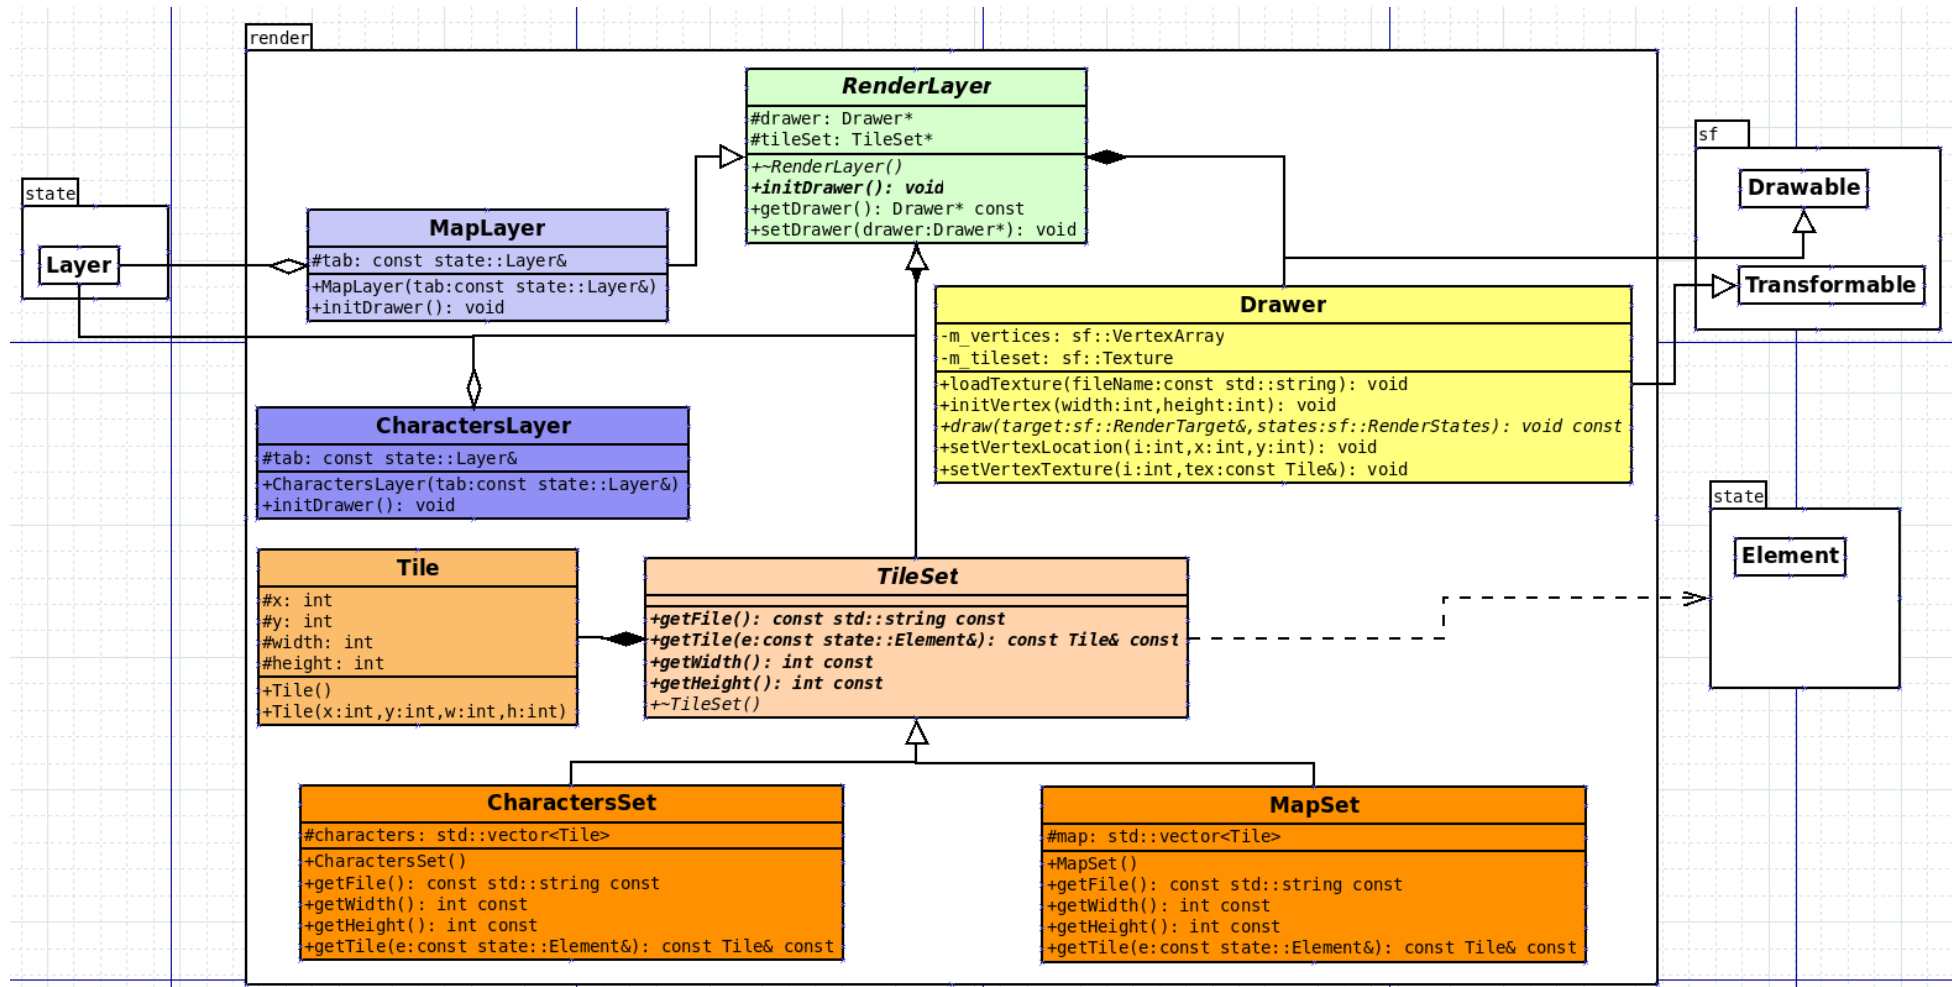 render
RenderLayer
#drawer: Drawer*
#tileSet: TileSet*
+~RenderLayer()
+initDrawer(): void
+getDrawer(): Drawer* const
+setDrawer(drawer:Drawer*): void
sf
Drawable
Transformable
state
Layer
MapLayer
#tab: const state::Layer&
+MapLayer(tab:const state::Layer&)
+initDrawer(): void
Drawer
-m_vertices: sf::VertexArray
-m_tileset: sf::Texture
+loadTexture(fileName:const std::string): void
+initVertex(width:int,height:int): void
+draw(target:sf::RenderTarget&,states:sf::RenderStates): void const
+setVertexLocation(i:int,x:int,y:int): void
+setVertexTexture(i:int,tex:const Tile&): void
CharactersLayer
#tab: const state::Layer&
+CharactersLayer(tab:const state::Layer&)
+initDrawer(): void
state
Element
Tile
#x: int
#y: int
#width: int
#height: int
+Tile()
+Tile(x:int,y:int,w:int,h:int)
TileSet
+getFile(): const std::string const
+getTile(e:const state::Element&): const Tile& const
+getWidth(): int const
+getHeight(): int const
+~TileSet()
CharactersSet
#characters: std::vector<Tile>
+CharactersSet()
+getFile(): const std::string const
+getWidth(): int const
+getHeight(): int const
+getTile(e:const state::Element&): const Tile& const
MapSet
#map: std::vector<Tile>
+MapSet()
+getFile(): const std::string const
+getWidth(): int const
+getHeight(): int const
+getTile(e:const state::Element&): const Tile& const